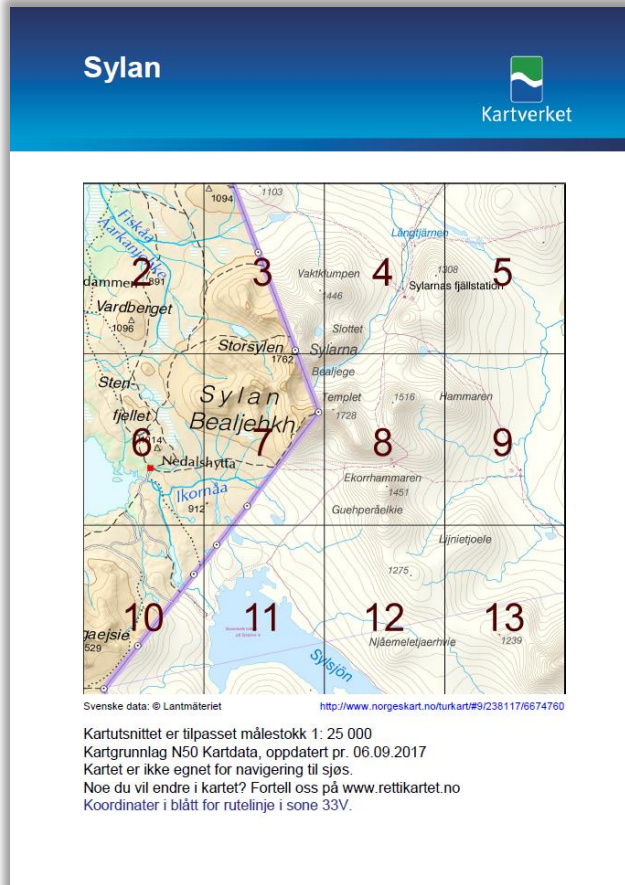 Sylan
Kartverket
1094
1103
Fiskåa
Aarkanjohke
Långtjärnen
2
3
4
5
Vaktklumpen
1308
dammen
891
1446
Sylarnas fjällstation
Vardberget
1096
Slottet
Storsylen
Sylarna
1762
Bealjege
Sten-
fjellet
Sylan
Templet
1516
Hammaren
Bealjehkh
1728
6
7
8
9
Nedalshytta
Ekorrhammaren
Ikornåa
1451
912
Guehperåelkie
Lijnietjoele
1275
10
11
12
13
gaejsie
529
Njåemeletjaerhvie
1239
Sylsjön
Svenske data: © Lantmäteriet
http://www.norgeskart.no/turkart/#9/238117/6674760
Kartutsnittet er tilpasset målestokk 1: 25 000
Kartgrunnlag N50 Kartdata, oppdatert pr. 06.09.2017
Kartet er ikke egnet for navigering til sjøs.
Noe du vil endre i kartet? Fortell oss på www.rettikartet.no
Koordinater i blått for rutelinje i sone 33V.